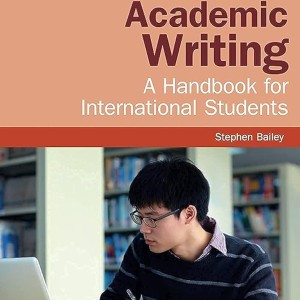 Academic
Writing
A Handbook for
International Students
Stephen Bailey